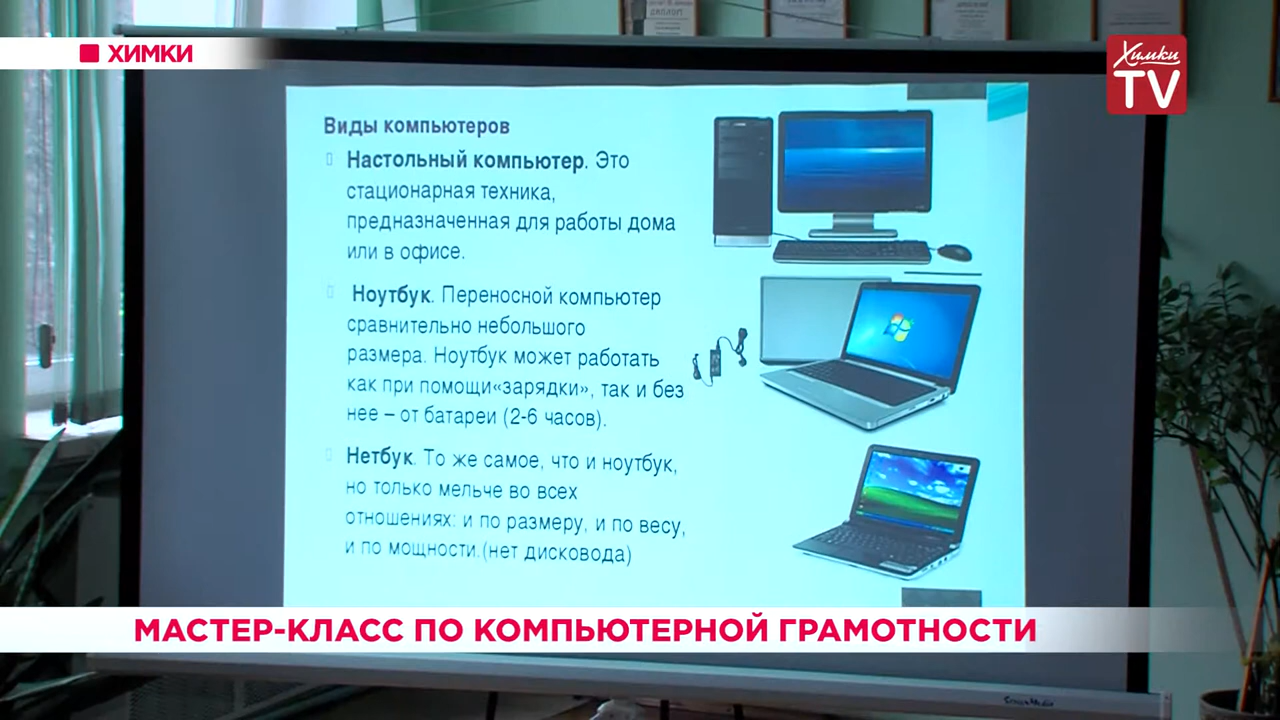 ХИМКИ
Химки
TV
Виды компьютеров
Настольный компьютер. Это
стационарная техника,
предназначенная для работы дома
или в офисе.
Ноутбук. Переносной компьютер
сравнительно небольшого
размера. Ноутбук может работать
как при помощи«зарядки», так и без
нее – от батареи (2-6 часов).
Нетбук. То же самое, что и ноутбук,
но только мельче во всех
отношениях: и по размеру, и по весу,
и по мощности.(нет дисковода)
МАСТЕР-КЛАСС ПО КОМПЬЮТЕРНОЙ ГРАМОТНОСТИ
ScreenMedia